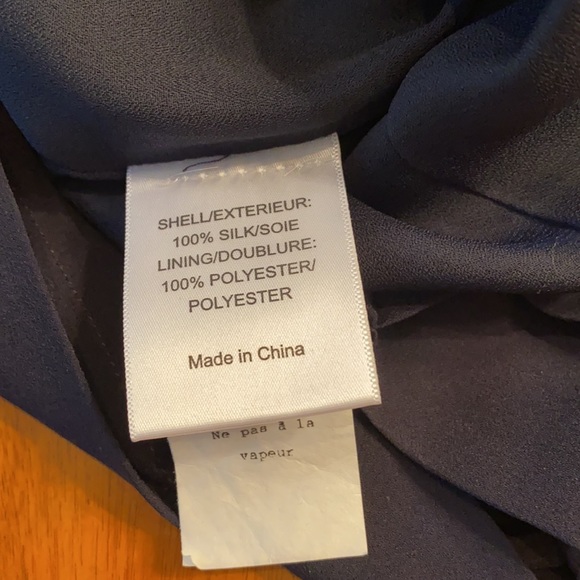 SHELL/EXTERIEUR:
100% SILK/SOIE
LINING/DOUBLURE:
100% POLYESTER/
POLYESTER
Made in China
Ne pas à la
vapeur